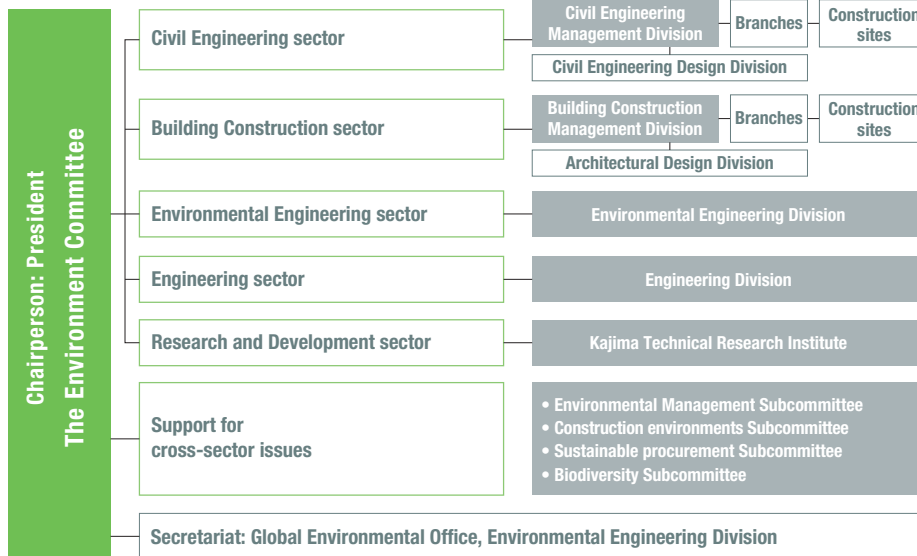 Chairperson: President
The Environment Committee
Civil Engineering sector
Civil Engineering
Management Division
Branches
Construction
sites
Civil Engineering Design Division
Building Construction sector
Building Construction
Management Division
Branches
Construction
sites
Architectural Design Division
Environmental Engineering sector
Environmental Engineering Division
Engineering sector
Engineering Division
Research and Development sector
Kajima Technical Research Institute
Support for
cross-sector issues
• Environmental Management Subcommittee
• Construction environments Subcommittee
• Sustainable procurement Subcommittee
• Biodiversity Subcommittee
Secretariat: Global Environmental Office, Environmental Engineering Division